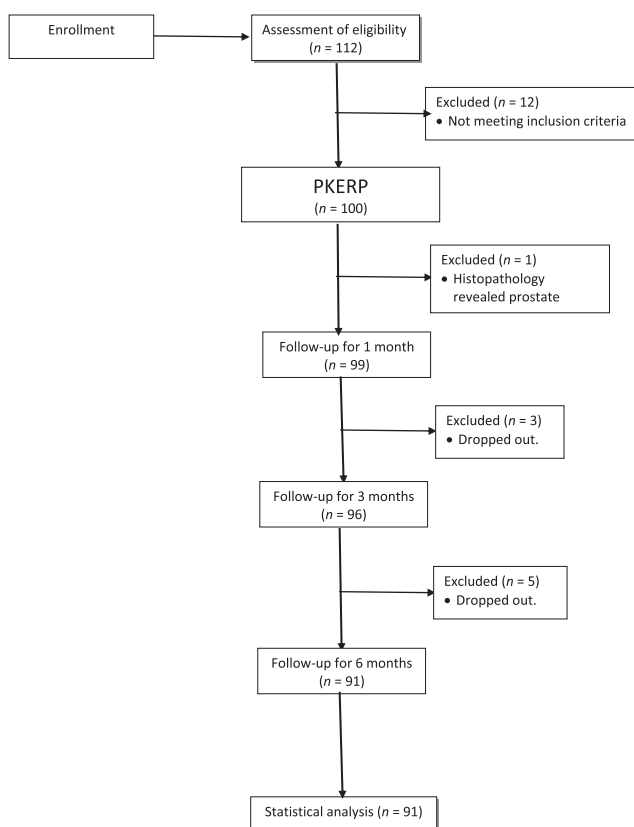 Enrollment
Assessment of eligibility
(n = 112)
Excluded (n = 12)
• Not meeting inclusion criteria
PKERP
(n = 100)
Excluded (n = 1)
• Histopathology
revealed prostate
Follow-up for 1 month
(n = 99)
Excluded (n = 3)
• Dropped out.
Follow-up for 3 months
(n = 96)
Excluded (n = 5)
• Dropped out.
Follow-up for 6 months
(n = 91)
Statistical analysis (n = 91)